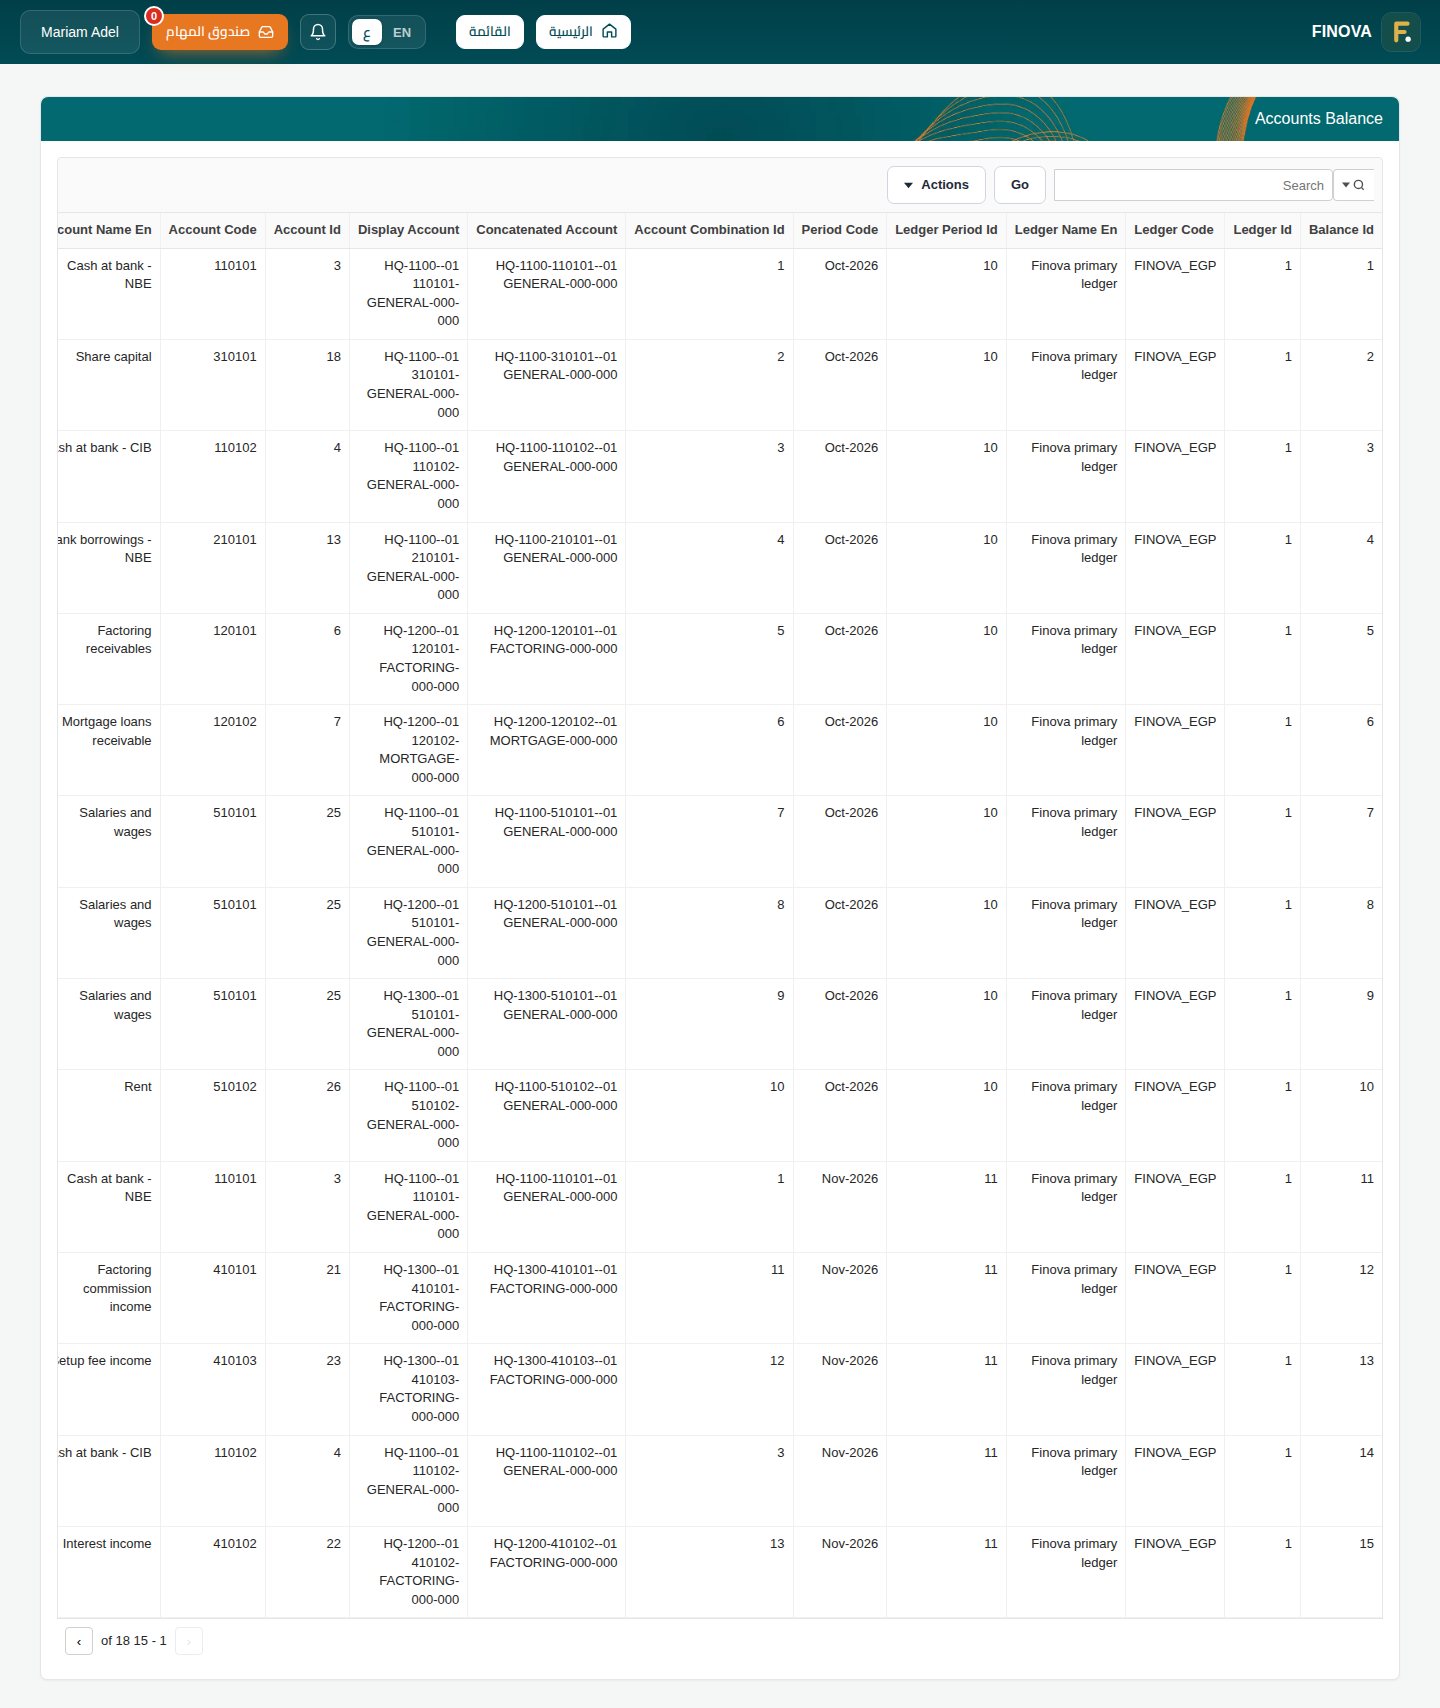 FINOVA
الرئيسية
القائمة
EN
ع
صندوق المهام
0
Mariam Adel
Accounts Balance
Search
Go
Actions
Balance Id
Ledger Id
Ledger Code
Ledger Name En
Ledger Period Id
Period Code
Account Combination Id
Concatenated Account
Display Account
Account Id
Account Code
count Name En
1 1 FINOVA_EGP Finova primary ledger 10 Oct-2026 1 HQ-1100-110101--01 GENERAL-000-000 HQ-1100--01 110101- GENERAL-000- 000 3 110101 Cash at bank - NBE
2 1 FINOVA_EGP Finova primary ledger 10 Oct-2026 2 HQ-1100-310101--01 GENERAL-000-000 HQ-1100--01 310101- GENERAL-000- 000 18 310101 Share capital
3 1 FINOVA_EGP Finova primary ledger 10 Oct-2026 3 HQ-1100-110102--01 GENERAL-000-000 HQ-1100--01 110102- GENERAL-000- 000 4 110102 sh at bank - CIB
4 1 FINOVA_EGP Finova primary ledger 10 Oct-2026 4 HQ-1100-210101--01 GENERAL-000-000 HQ-1100--01 210101- GENERAL-000- 000 13 210101 ank borrowings - NBE
5 1 FINOVA_EGP Finova primary ledger 10 Oct-2026 5 HQ-1200-120101--01 FACTORING-000-000 HQ-1200--01 120101- FACTORING- 000-000 6 120101 Factoring receivables
6 1 FINOVA_EGP Finova primary ledger 10 Oct-2026 6 HQ-1200-120102--01 MORTGAGE-000-000 HQ-1200--01 120102- MORTGAGE- 000-000 7 120102 Mortgage loans receivable
7 1 FINOVA_EGP Finova primary ledger 10 Oct-2026 7 HQ-1100-510101--01 GENERAL-000-000 HQ-1100--01 510101- GENERAL-000- 000 25 510101 Salaries and wages
8 1 FINOVA_EGP Finova primary ledger 10 Oct-2026 8 HQ-1200-510101--01 GENERAL-000-000 HQ-1200--01 510101- GENERAL-000- 000 25 510101 Salaries and wages
9 1 FINOVA_EGP Finova primary ledger 10 Oct-2026 9 HQ-1300-510101--01 GENERAL-000-000 HQ-1300--01 510101- GENERAL-000- 000 25 510101 Salaries and wages
10 1 FINOVA_EGP Finova primary ledger 10 Oct-2026 10 HQ-1100-510102--01 GENERAL-000-000 HQ-1100--01 510102- GENERAL-000- 000 26 510102 Rent
11 1 FINOVA_EGP Finova primary ledger 11 Nov-2026 1 HQ-1100-110101--01 GENERAL-000-000 HQ-1100--01 110101- GENERAL-000- 000 3 110101 Cash at bank - NBE
12 1 FINOVA_EGP Finova primary ledger 11 Nov-2026 11 HQ-1300-410101--01 FACTORING-000-000 HQ-1300--01 410101- FACTORING- 000-000 21 410101 Factoring commission income
13 1 FINOVA_EGP Finova primary ledger 11 Nov-2026 12 HQ-1300-410103--01 FACTORING-000-000 HQ-1300--01 410103- FACTORING- 000-000 23 410103 etup fee income
14 1 FINOVA_EGP Finova primary ledger 11 Nov-2026 3 HQ-1100-110102--01 GENERAL-000-000 HQ-1100--01 110102- GENERAL-000- 000 4 110102 sh at bank - CIB
15 1 FINOVA_EGP Finova primary ledger 11 Nov-2026 13 HQ-1200-410102--01 FACTORING-000-000 HQ-1200--01 410102- FACTORING- 000-000 22 410102 Interest income
of 18 15 - 1